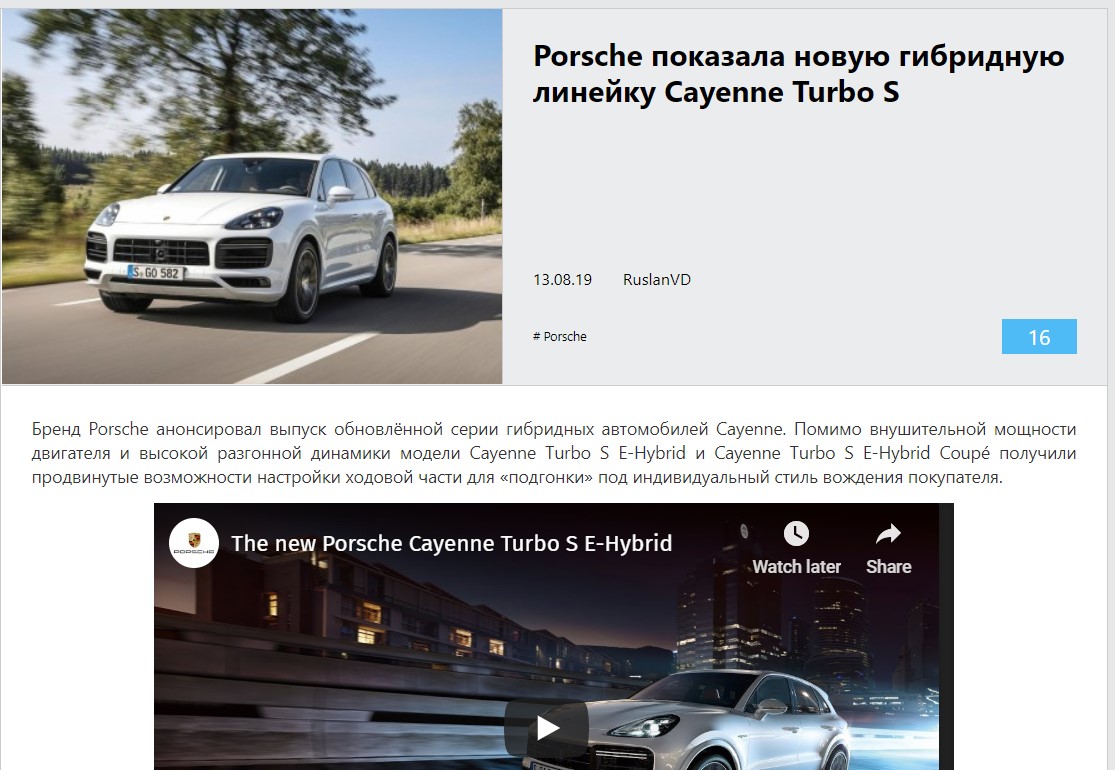 Porsche показала новую гибридную
линейку Cayenne Turbo S
S GO 582
13.08.19 RuslanVD
# Porsche
16
Бренд Porsche анонсировал выпуск обновлённой серии гибридных автомобилей Cayenne. Помимо внушительной мощности
двигателя и высокой разгонной динамики модели Cayenne Turbo S E-Hybrid и Cayenne Turbo S E-Hybrid Coupé получили
продвинутые возможности настройки ходовой части для «подгонки» под индивидуальный стиль вождения покупателя.
PORSCHE
The new Porsche Cayenne Turbo S E-Hybrid
Watch later
Share